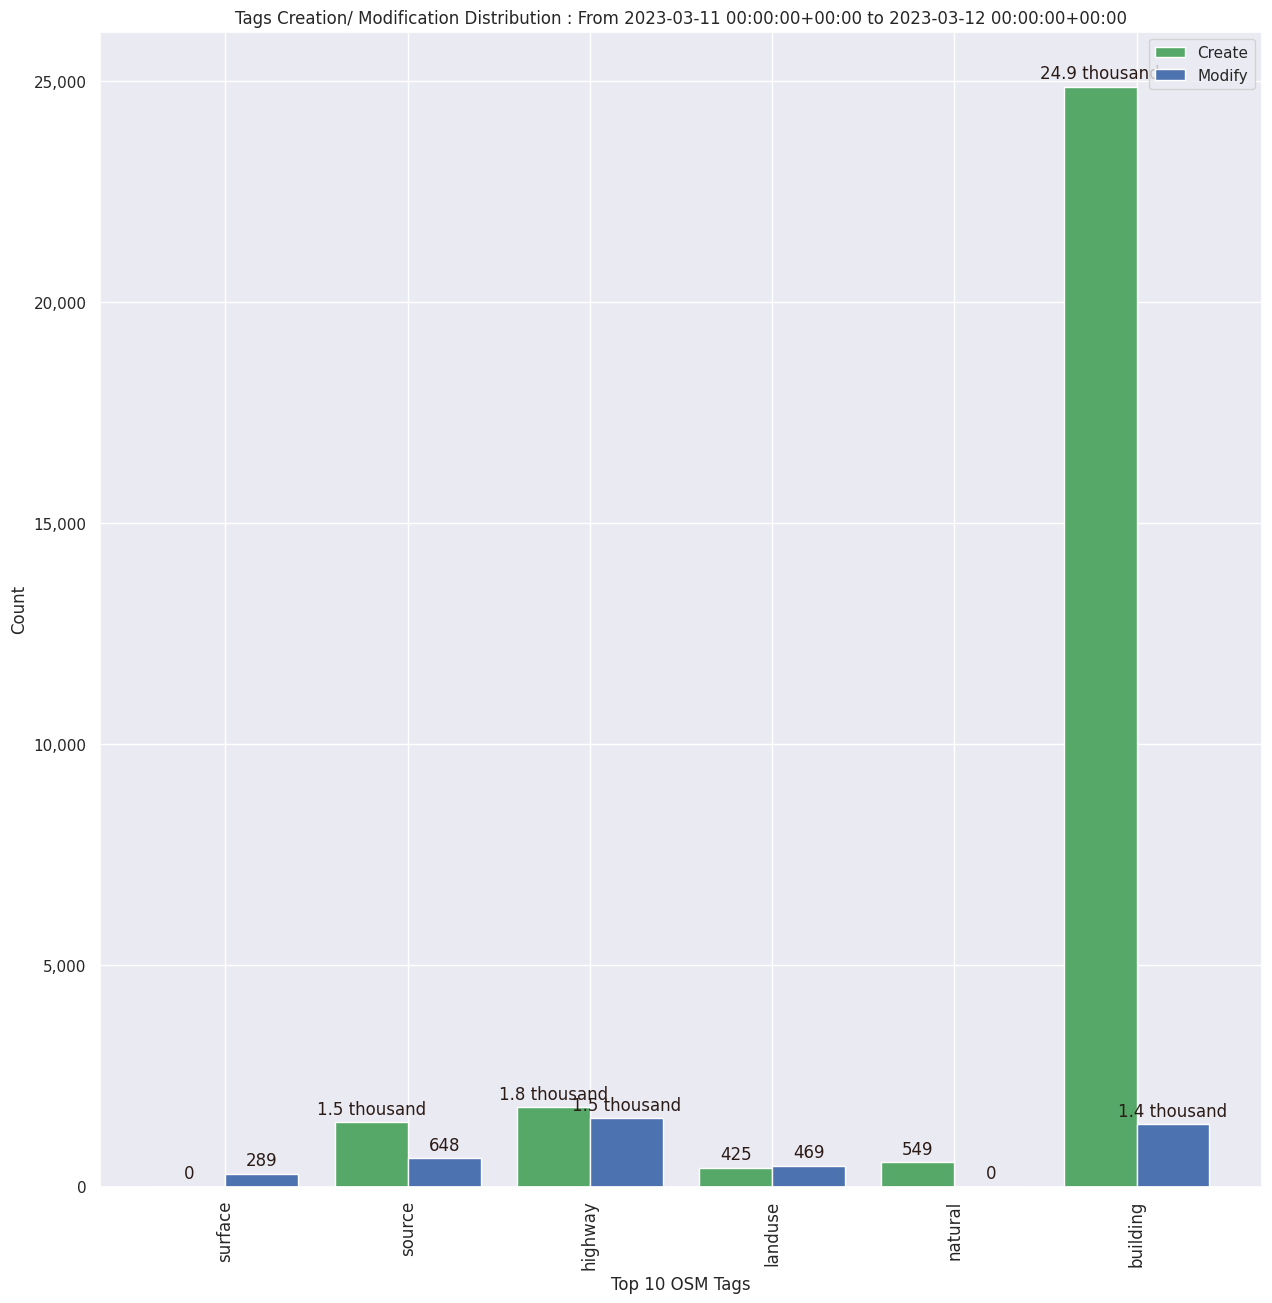 Tags Creation/ Modification Distribution : From 2023-03-11 00:00:00+00:00 to 2023-03-12 00:00:00+00:00
Create
Modify
24.9 thousand
25,000
20,000
15,000
10,000
5,000
0
Count
0
289
1.5 thousand
648
1.8 thousand
1.5 thousand
425
469
549
0
1.4 thousand
surface
source
highway
landuse
natural
building
Top 10 OSM Tags